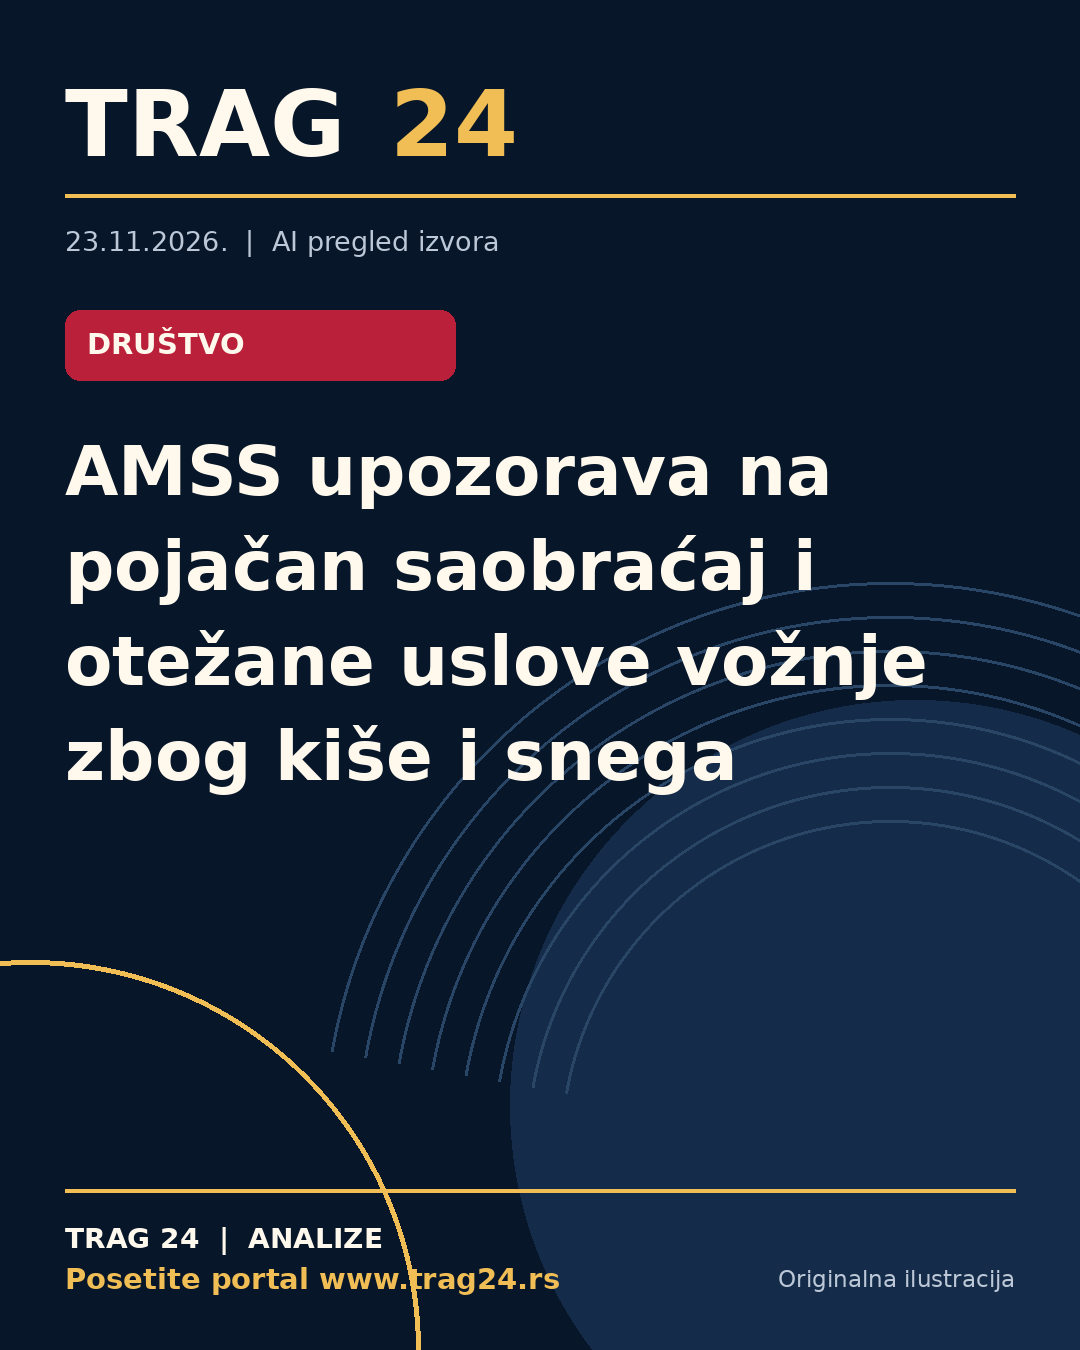 TRAG 24
23.11.2026. | AI pregled izvora
DRUŠTVO
AMSS upozorava na
pojačan saobraćaj i
otežane uslove vožnje
zbog kiše i snega
TRAG 24 | ANALIZE
Posetite portal www.trag24.rs
Originalna ilustracija